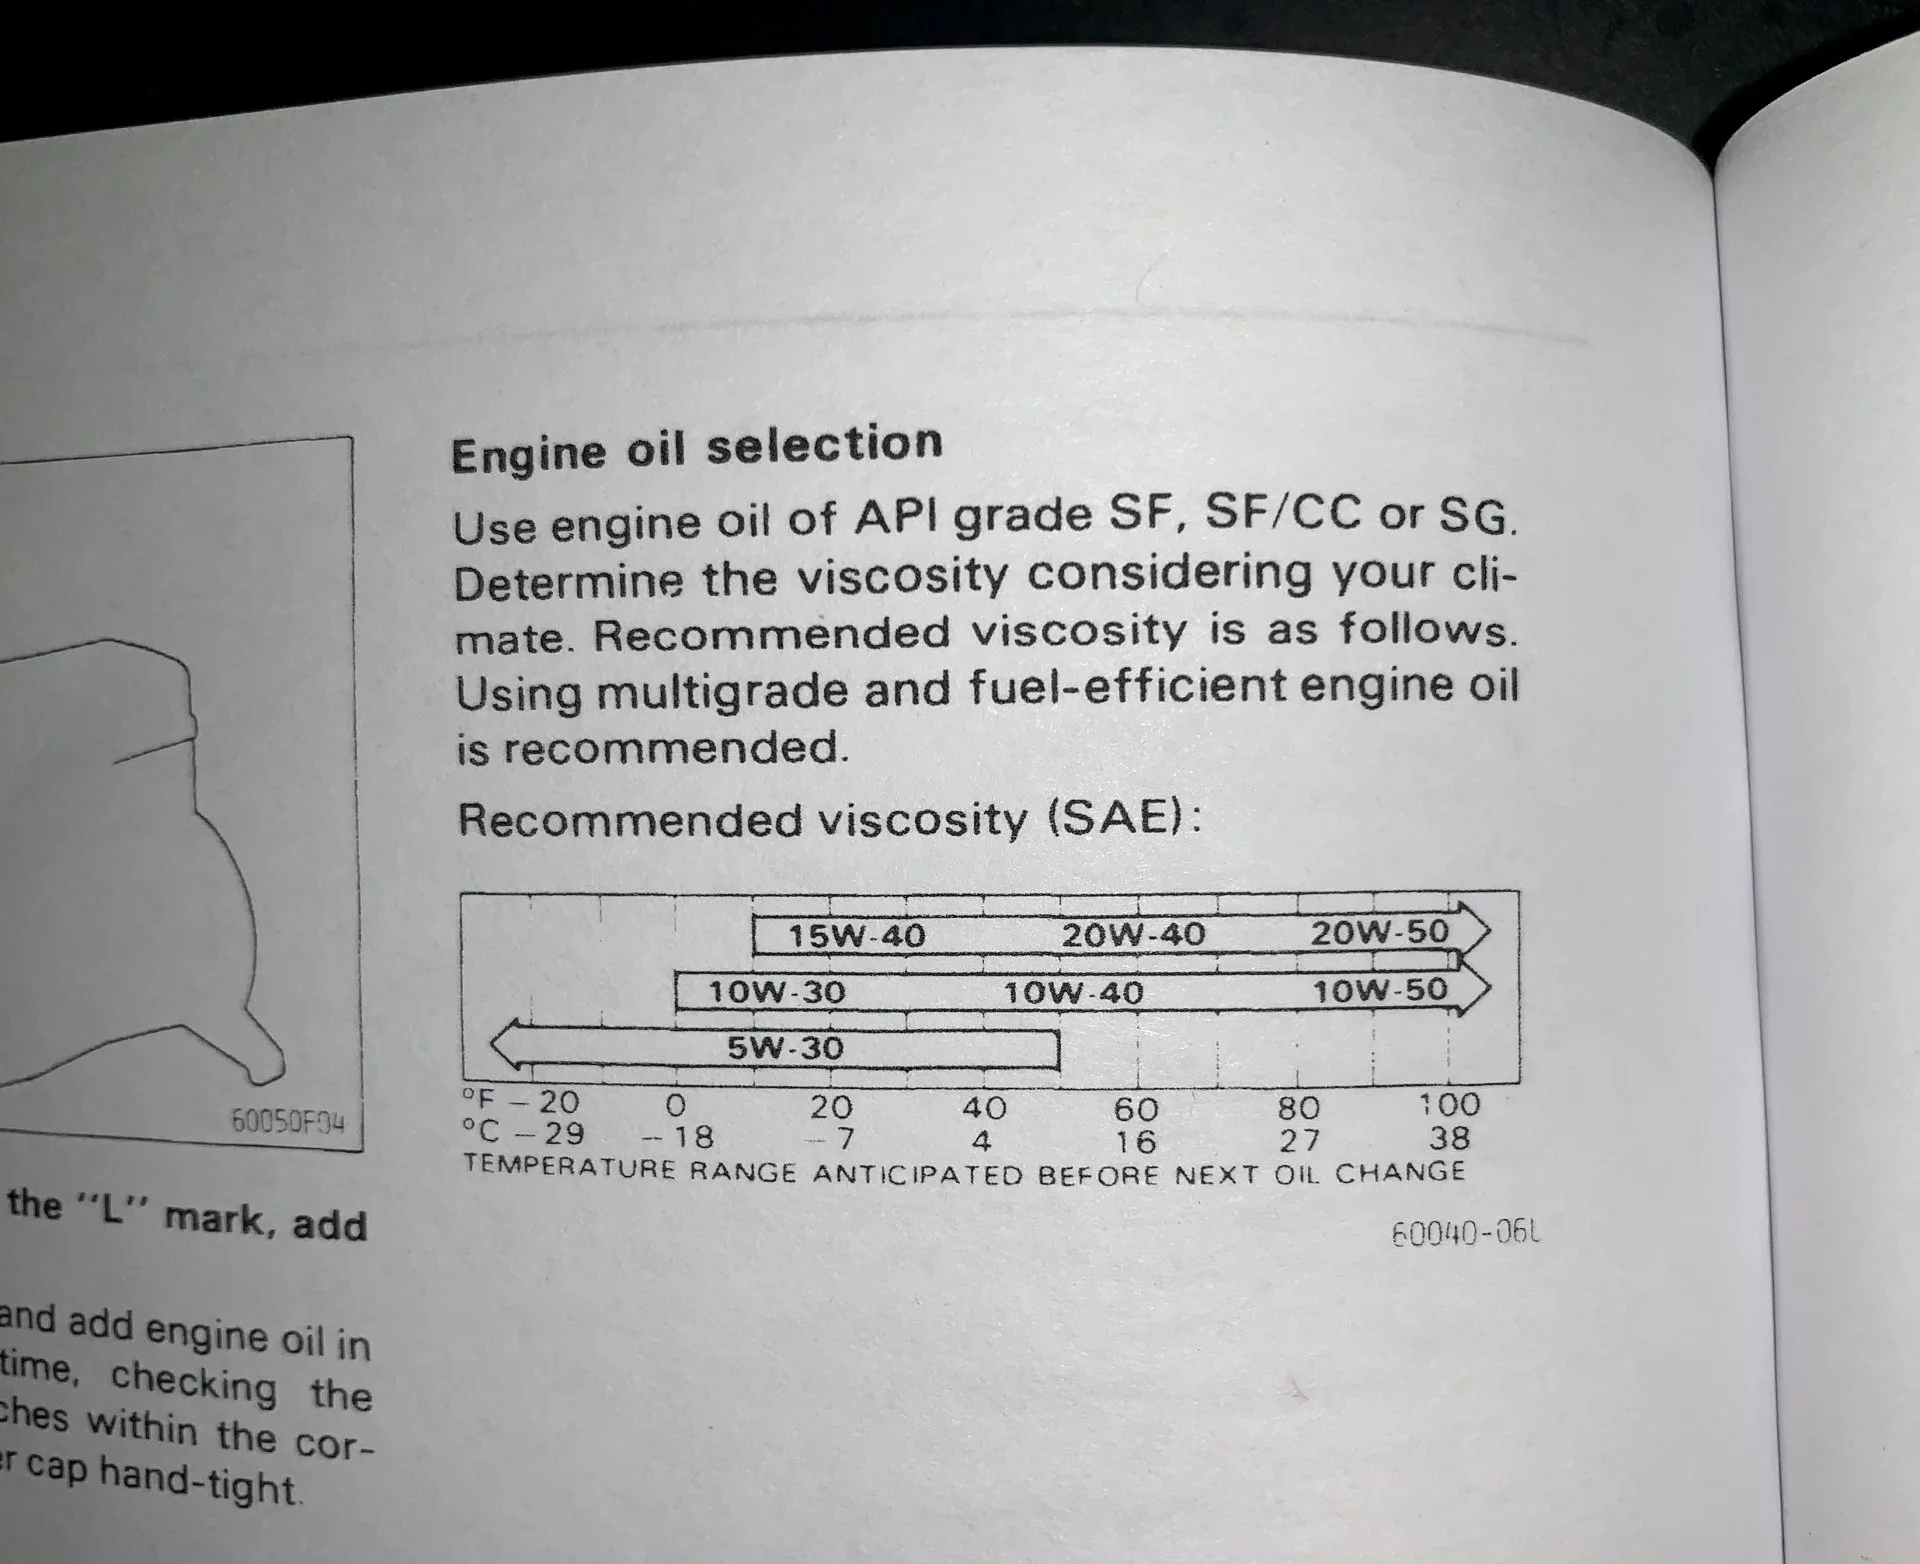 60050F04
the "L" mark, add
and add engine oil in
time, checking the
within the cor-
cap hand-tight.
Engine oil selection
Use engine oil of API grade SF, SF/CC or SG.
Determine the viscosity considering your cli-
mate. Recommended viscosity is as follows.
Using multigrade and fuel-efficient engine oil
is recommended.
Recommended viscosity (SAE):
15W-40 20W-40 20W-50
10W-30 10W-40 10W-50
5W-30
°F -20 0 20 40 60 80 100
°C -29 -18 -7 4 16 27 38
TEMPERATURE RANGE ANTICIPATED BEFORE NEXT OIL CHANGE
60040-06L